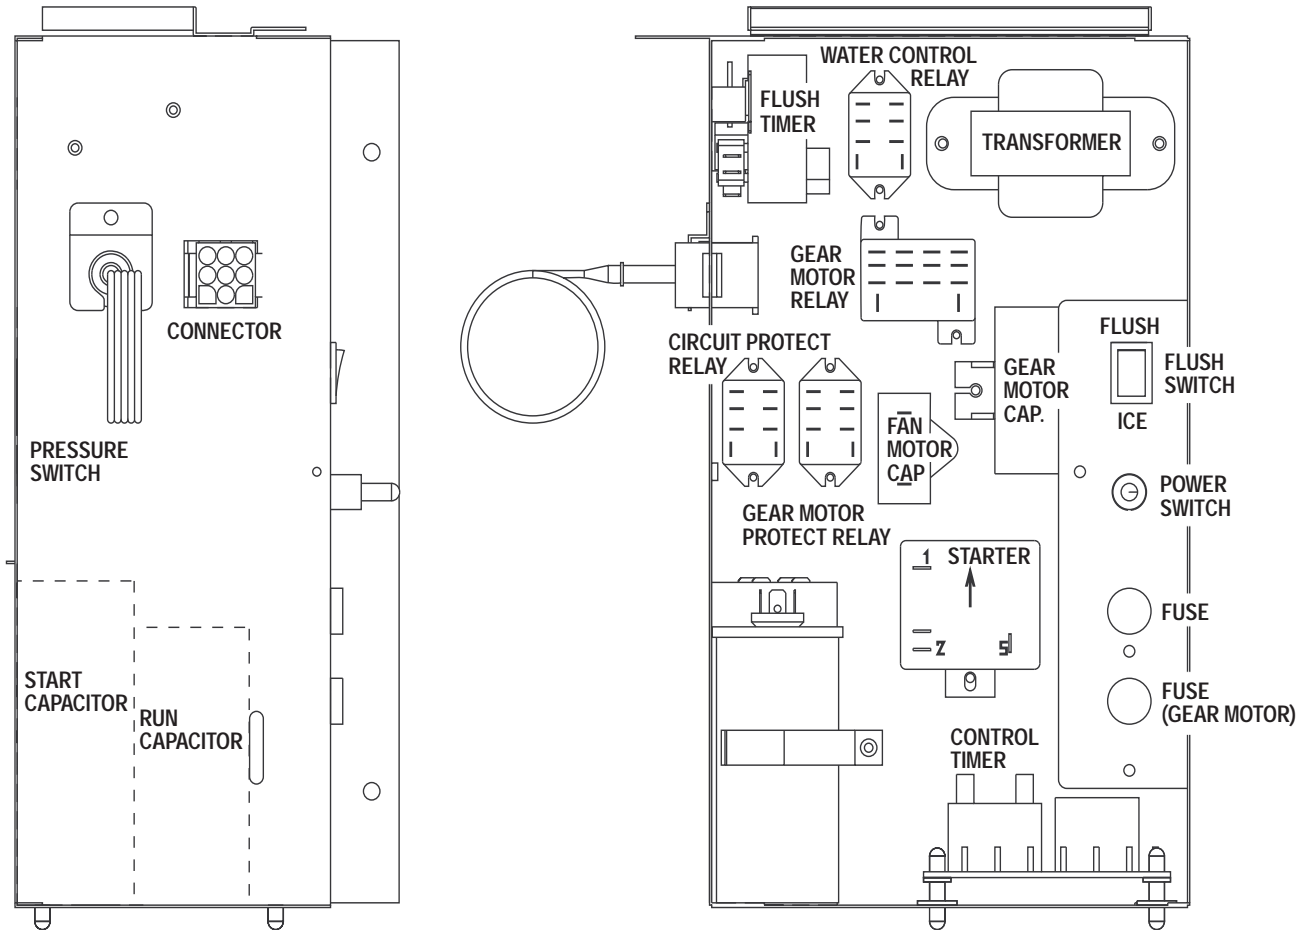 CONNECTOR
PRESSURE
SWITCH
START
CAPACITOR
RUN
CAPACITOR
WATER CONTROL
RELAY
FLUSH
TIMER
TRANSFORMER
GEAR
MOTOR
RELAY
CIRCUIT PROTECT
RELAY
GEAR
MOTOR
CAP.
FLUSH
FLUSH
SWITCH
ICE
FAN
MOTOR
CAP
POWER
SWITCH
GEAR MOTOR
PROTECT RELAY
1 STARTER
2 5
FUSE
FUSE
(GEAR MOTOR)
CONTROL
TIMER